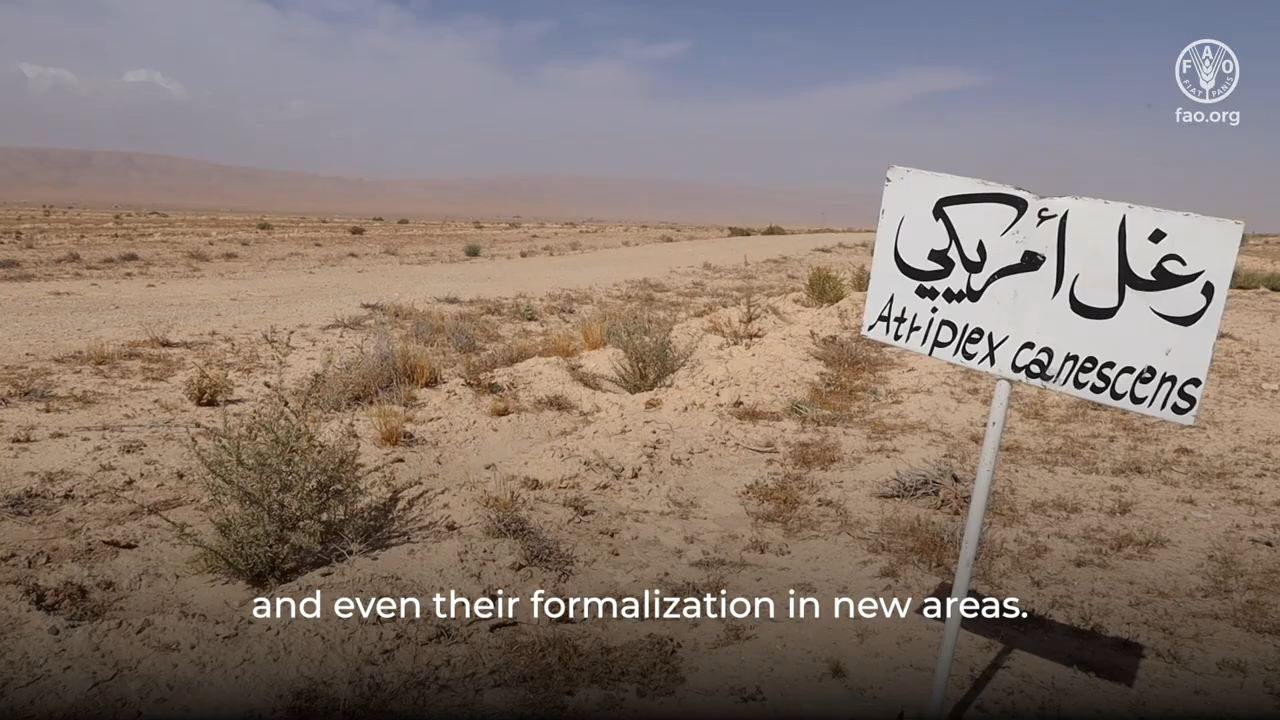 FAO
FIAT PANIS
fao.org
رغل أمريكي
Atriplex canescens
and even their formalization in new areas.